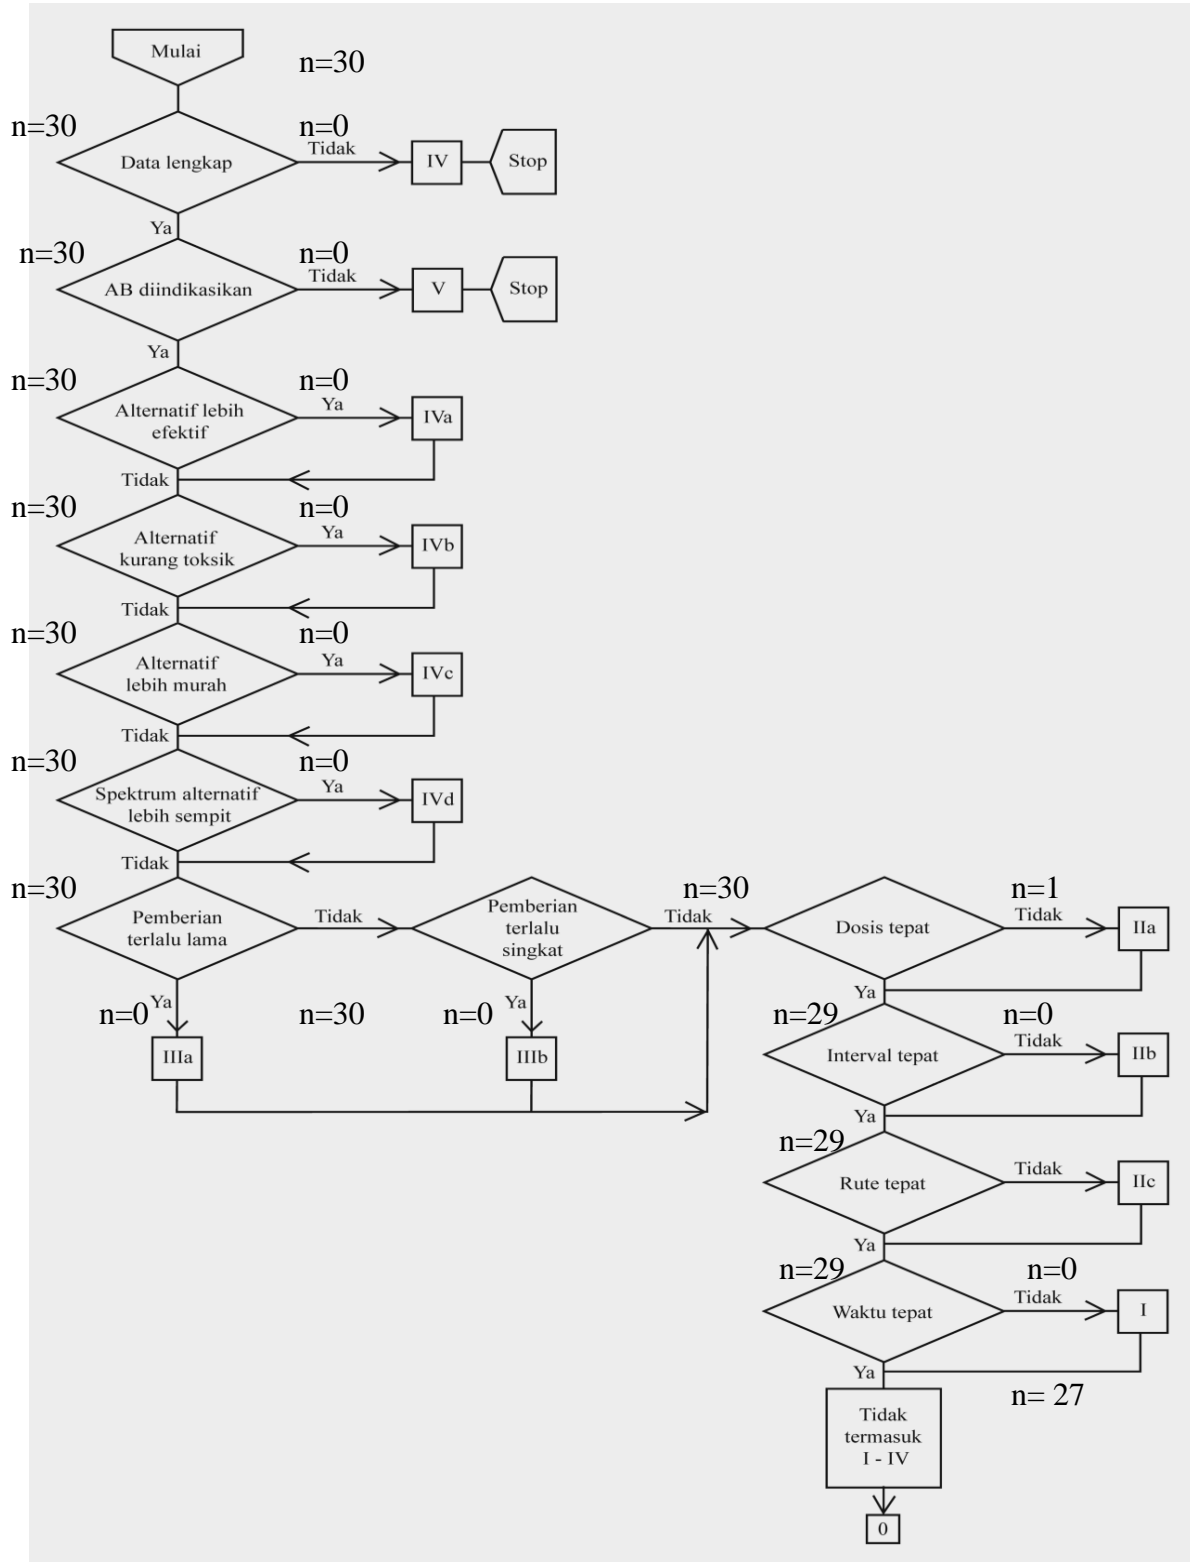 Mulai
n=30
n=30
n=0
Tidak
Data lengkap
IV
Stop
Ya
n=30
n=0
Tidak
AB diindikasikan
V
Stop
Ya
n=30
n=0
Ya
Alternatif lebih
efektif
IVa
Tidak
n=30
n=0
Ya
Alternatif
kurang toksik
IVb
Tidak
n=30
n=0
Ya
Alternatif
lebih murah
IVc
Tidak
n=30
n=0
Ya
Spektrum alternatif
lebih sempit
IVd
Tidak
n=30
Pemberian
terlalu lama
Tidak
Pemberian
terlalu
singkat
n=30
Tidak
Dosis tepat
n=1
Tidak
IIa
Ya
n=0
IIIa
n=30
Ya
n=0
IIIb
Ya
n=29
n=0
Tidak
Interval tepat
IIb
Ya
n=29
Tidak
Rute tepat
IIc
Ya
n=29
n=0
Tidak
Waktu tepat
I
Ya
n= 27
Tidak
termasuk
I - IV
0